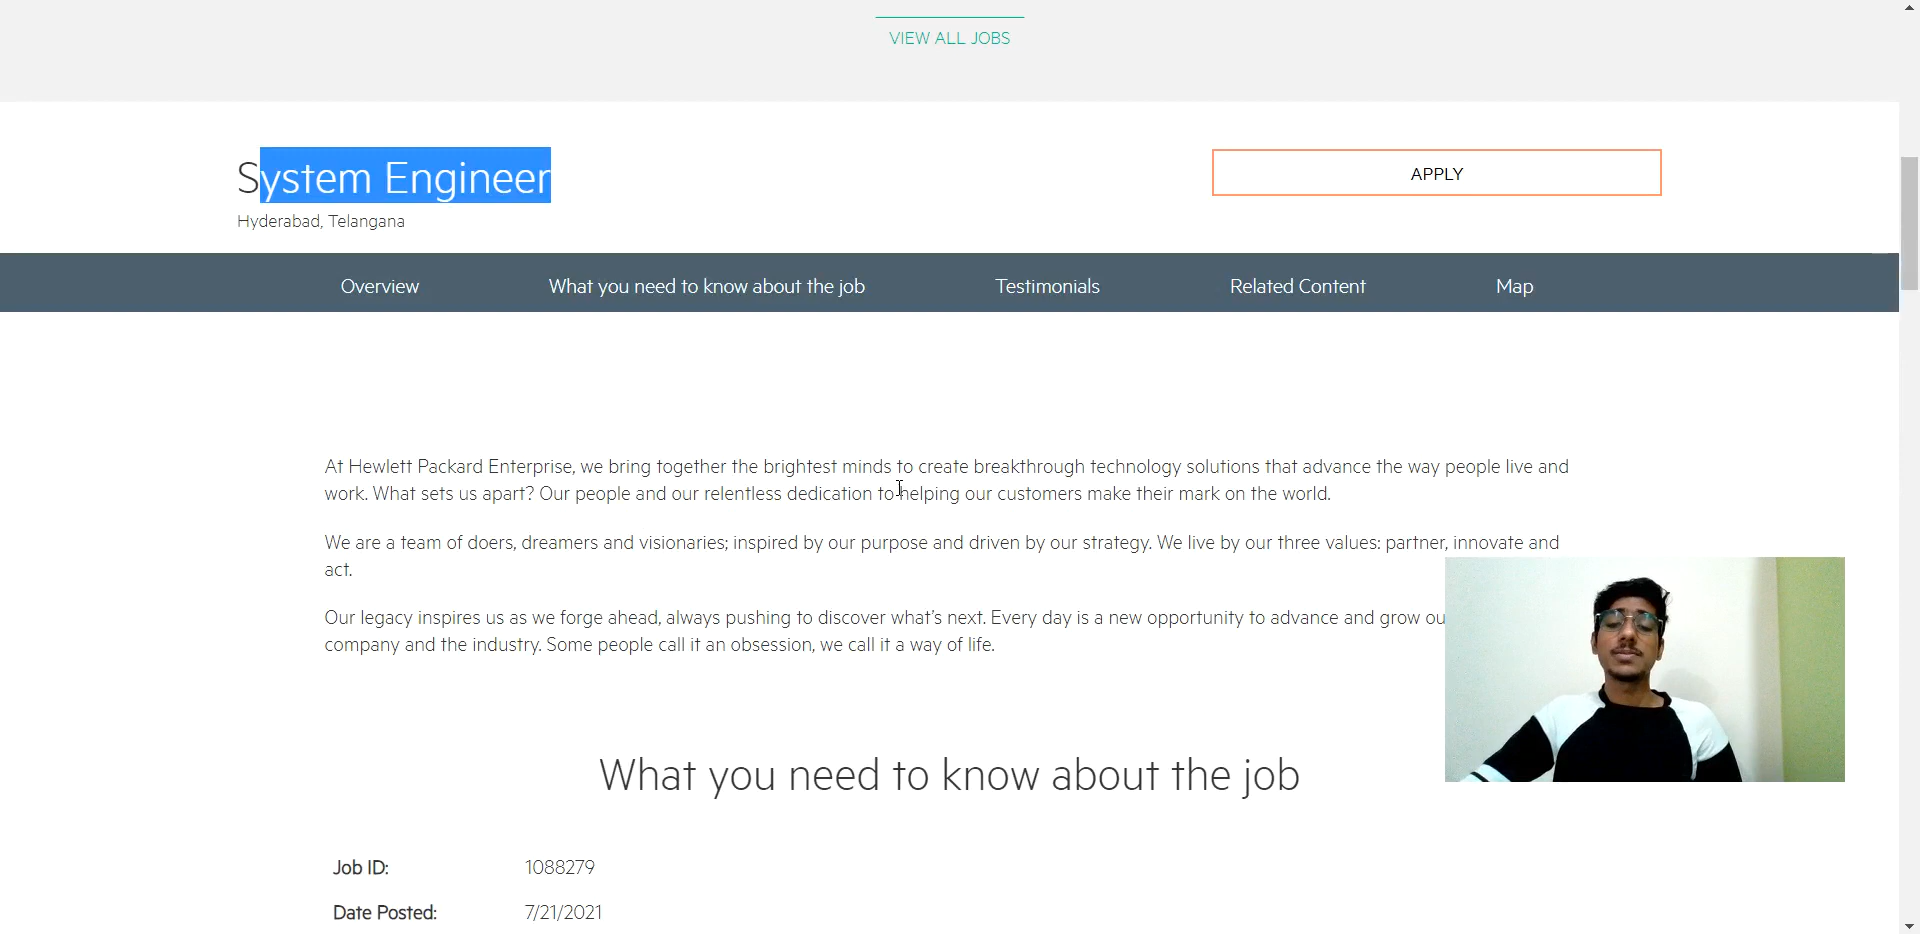 VIEW ALL JOBS
System Engineer
APPLY
Hyderabad, Telangana
Overview
What you need to know about the job
Testimonials
Related Content
Map
At Hewlett Packard Enterprise, we bring together the brightest minds to create breakthrough technology solutions that advance the way people live and
work. What sets us apart? Our people and our relentless dedication to helping our customers make their mark on the world.
We are a team of doers, dreamers and visionaries; inspired by our purpose and driven by our strategy. We live by our three values: partner, innovate and
act.
Our legacy inspires us as we forge ahead, always pushing to discover what's next. Every day is a new opportunity to advance and grow
company and the industry. Some people call it an obsession, we call it a way of life.
What you need to know about the job
Job ID: 1088279
Date Posted: 7/21/2021